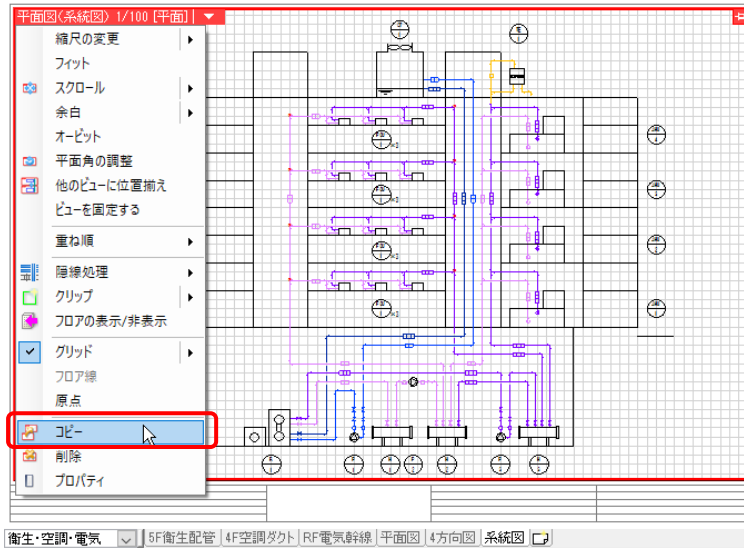 平面図(系統図) 1/100 [平面]
縮尺の変更
フィット
スクロール
余白
オービット
平面角の調整
他のビューに位置揃え
ビューを固定する
重ね順
隠線処理
クリップ
フロアの表示/非表示
グリッド
フロア線
原点
コピー
削除
プロパティ
衛生・空調・電気
5F衛生配管
4F空調ダクト
RF電気幹線
平面図
4方向図
系統図